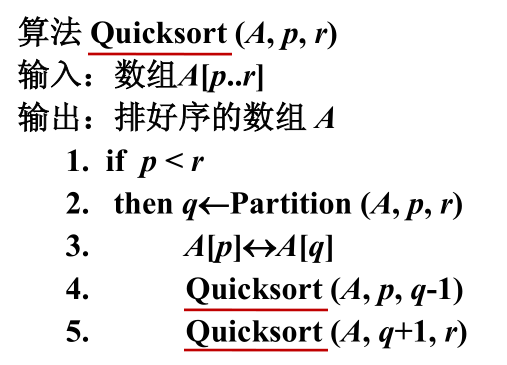 算法 Quicksort (A, p, r)
输入：数组A[p..r]
输出：排好序的数组 A
1. if p < r
2. then q←Partition (A, p, r)
3. A[p]↔A[q]
4. Quicksort (A, p, q-1)
5. Quicksort (A, q+1, r)